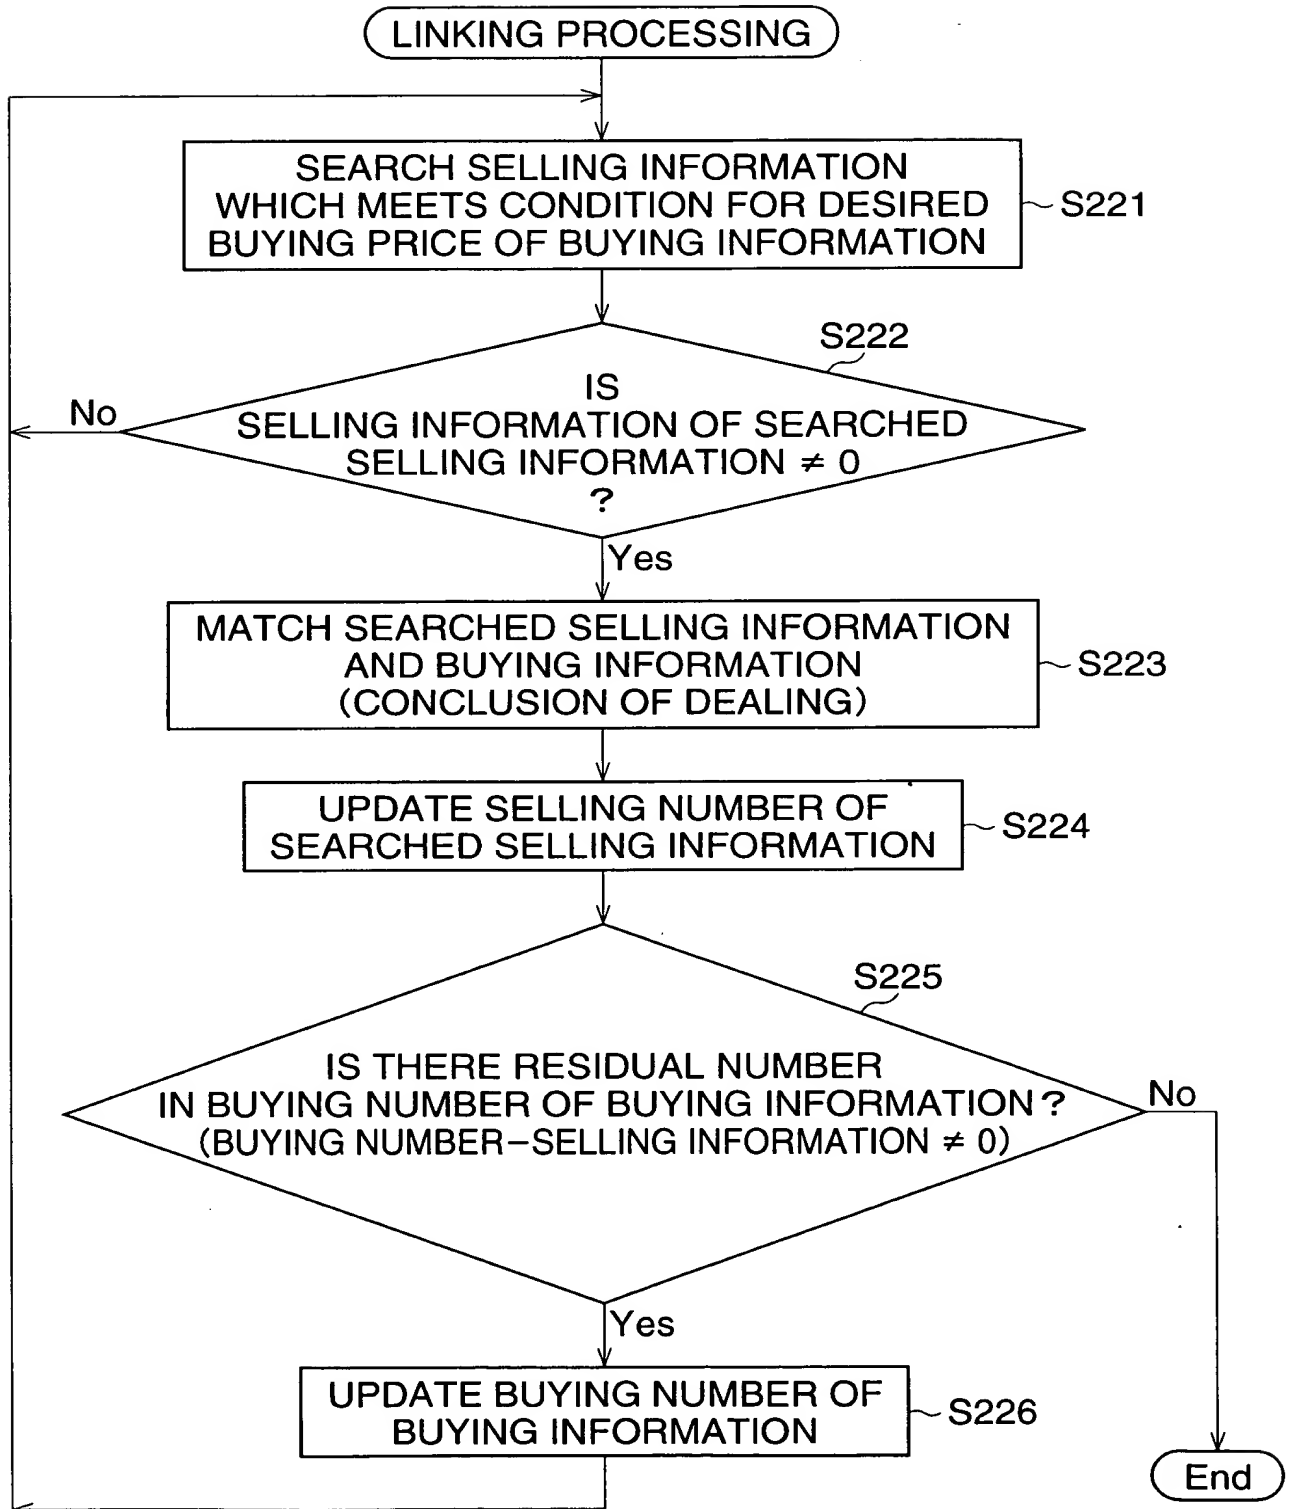 LINKING PROCESSING
SEARCH SELLING INFORMATION
WHICH MEETS CONDITION FOR DESIRED
BUYING PRICE OF BUYING INFORMATION
S221
S222
No
IS
SELLING INFORMATION OF SEARCHED
SELLING INFORMATION ≠ 0
?
Yes
MATCH SEARCHED SELLING INFORMATION
AND BUYING INFORMATION
(CONCLUSION OF DEALING)
S223
UPDATE SELLING NUMBER OF
SEARCHED SELLING INFORMATION
S224
S225
IS THERE RESIDUAL NUMBER
IN BUYING NUMBER OF BUYING INFORMATION ?
(BUYING NUMBER–SELLING INFORMATION ≠ 0)
No
Yes
UPDATE BUYING NUMBER OF
BUYING INFORMATION
S226
End